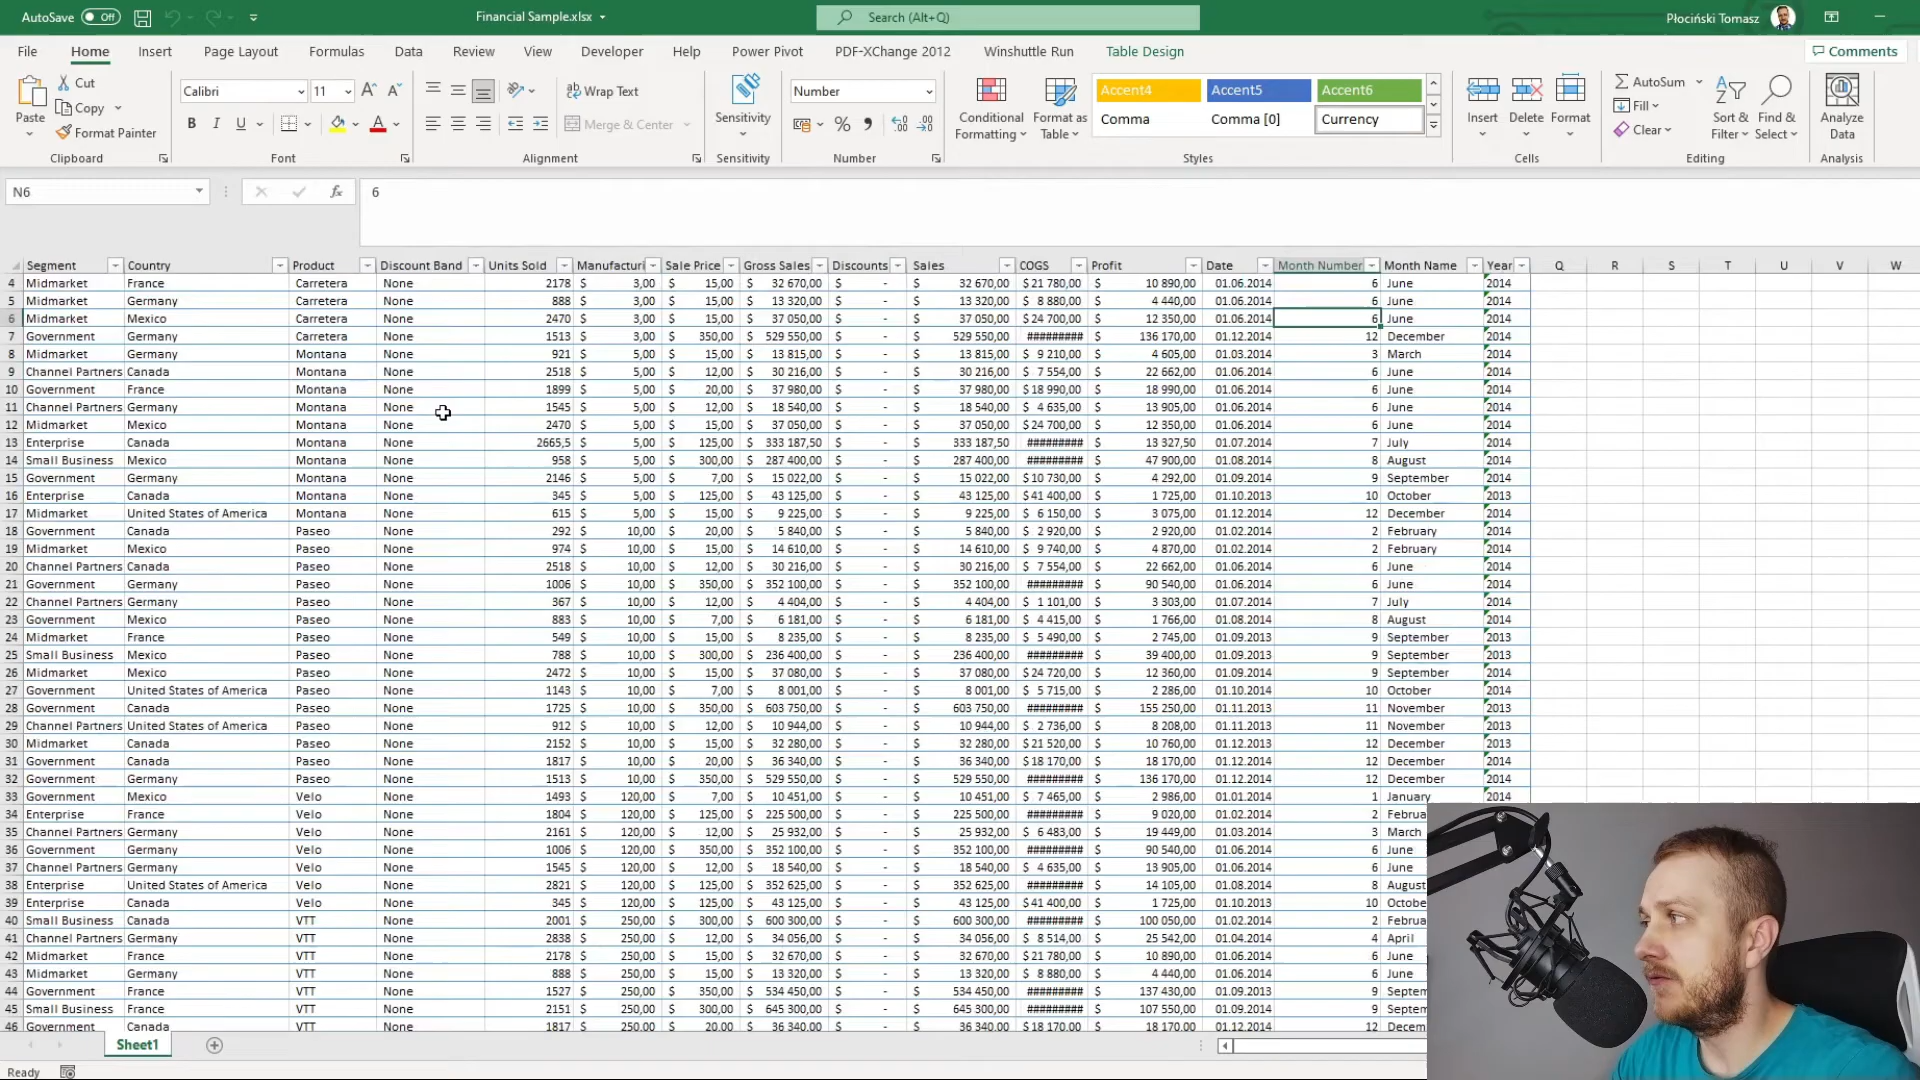 AutoSave Off Financial Sample.xlsx Search (Alt+Q) Płociński Tomasz
File Home Insert Draw Page Layout Formulas Data Review View Developer Help Power Pivot PDF-XChange 2012 Winshuttle Run Table Design Comments
Cut
Copy
Format Painter
Paste
Clipboard
Calibri 11
B I U
Font
Wrap Text
Merge & Center
Alignment
Sensitivity
Sensitivity
Number
%
Number
Conditional Formatting
Format as Table
Accent4 Accent5 Accent6
Comma Comma [0] Currency
Styles
Insert Delete Format
Cells
AutoSum
Fill
Clear
Sort & Filter
Find & Select
Editing
Analyze Data
Analysis
N6 fx 6
Segment Country Product Discount Band Units Sold Manufacturi Sale Price Gross Sales Discounts Sales COGS Profit Date Month Number Month Name Year Q R S T U V W
4 Midmarket France Carretera None 2178 $ 3,00 $ 15,00 $ 32 670,00 $ - $ 32 670,00 $ 21 780,00 $ 10 890,00 01.06.2014 6 June 2014
5 Midmarket Germany Carretera None 888 $ 3,00 $ 15,00 $ 13 320,00 $ - $ 13 320,00 $ 8 880,00 $ 4 440,00 01.06.2014 6 June 2014
6 Midmarket Mexico Carretera None 2470 $ 3,00 $ 15,00 $ 37 050,00 $ - $ 37 050,00 $ 24 700,00 $ 12 350,00 01.06.2014 6 June 2014
7 Government Germany Carretera None 1513 $ 3,00 $ 350,00 $ 529 550,00 $ - $ 529 550,00 ######### $ 136 170,00 01.12.2014 12 December 2014
8 Midmarket Germany Montana None 921 $ 5,00 $ 15,00 $ 13 815,00 $ - $ 13 815,00 $ 9 210,00 $ 4 605,00 01.03.2014 3 March 2014
9 Channel Partners Canada Montana None 2518 $ 5,00 $ 12,00 $ 30 216,00 $ - $ 30 216,00 $ 7 554,00 $ 22 662,00 01.06.2014 6 June 2014
10 Government France Montana None 1899 $ 5,00 $ 20,00 $ 37 980,00 $ - $ 37 980,00 $ 18 990,00 $ 18 990,00 01.06.2014 6 June 2014
11 Channel Partners Germany Montana None 1545 $ 5,00 $ 12,00 $ 18 540,00 $ - $ 18 540,00 $ 4 635,00 $ 13 905,00 01.06.2014 6 June 2014
12 Midmarket Mexico Montana None 2470 $ 5,00 $ 15,00 $ 37 050,00 $ - $ 37 050,00 $ 24 700,00 $ 12 350,00 01.06.2014 6 June 2014
13 Enterprise Canada Montana None 2665,5 $ 5,00 $ 125,00 $ 333 187,50 $ - $ 333 187,50 ######### $ 13 327,50 01.07.2014 7 July 2014
14 Small Business Mexico Montana None 958 $ 5,00 $ 300,00 $ 287 400,00 $ - $ 287 400,00 ######### $ 47 900,00 01.08.2014 8 August 2014
15 Government Germany Montana None 2146 $ 5,00 $ 7,00 $ 15 022,00 $ - $ 15 022,00 $ 10 730,00 $ 4 292,00 01.09.2014 9 September 2014
16 Enterprise Canada Montana None 345 $ 5,00 $ 125,00 $ 43 125,00 $ - $ 43 125,00 $ 41 400,00 $ 1 725,00 01.10.2013 10 October 2013
17 Midmarket United States of America Montana None 615 $ 5,00 $ 15,00 $ 9 225,00 $ - $ 9 225,00 $ 6 150,00 $ 3 075,00 01.12.2014 12 December 2014
18 Government Canada Paseo None 292 $ 10,00 $ 20,00 $ 5 840,00 $ - $ 5 840,00 $ 2 920,00 $ 2 920,00 01.02.2014 2 February 2014
19 Midmarket Mexico Paseo None 974 $ 10,00 $ 15,00 $ 14 610,00 $ - $ 14 610,00 $ 9 740,00 $ 4 870,00 01.02.2014 2 February 2014
20 Channel Partners Canada Paseo None 2518 $ 10,00 $ 12,00 $ 30 216,00 $ - $ 30 216,00 $ 7 554,00 $ 22 662,00 01.06.2014 6 June 2014
21 Government Germany Paseo None 1006 $ 10,00 $ 350,00 $ 352 100,00 $ - $ 352 100,00 ######### $ 90 540,00 01.06.2014 6 June 2014
22 Channel Partners Germany Paseo None 367 $ 10,00 $ 12,00 $ 4 404,00 $ - $ 4 404,00 $ 1 101,00 $ 3 303,00 01.07.2014 7 July 2014
23 Government Mexico Paseo None 883 $ 10,00 $ 7,00 $ 6 181,00 $ - $ 6 181,00 $ 4 415,00 $ 1 766,00 01.08.2014 8 August 2014
24 Midmarket France Paseo None 549 $ 10,00 $ 15,00 $ 8 235,00 $ - $ 8 235,00 $ 5 490,00 $ 2 745,00 01.09.2013 9 September 2013
25 Small Business Mexico Paseo None 788 $ 10,00 $ 300,00 $ 236 400,00 $ - $ 236 400,00 ######### $ 39 400,00 01.09.2013 9 September 2013
26 Midmarket Mexico Paseo None 2472 $ 10,00 $ 15,00 $ 37 080,00 $ - $ 37 080,00 $ 24 720,00 $ 12 360,00 01.09.2014 9 September 2014
27 Government United States of America Paseo None 1143 $ 10,00 $ 7,00 $ 8 001,00 $ - $ 8 001,00 $ 5 715,00 $ 2 286,00 01.10.2014 10 October 2014
28 Government Canada Paseo None 1725 $ 10,00 $ 350,00 $ 603 750,00 $ - $ 603 750,00 ######### $ 155 250,00 01.11.2013 11 November 2013
29 Channel Partners United States of America Paseo None 912 $ 10,00 $ 12,00 $ 10 944,00 $ - $ 10 944,00 $ 2 736,00 $ 8 208,00 01.11.2013 11 November 2013
30 Midmarket Canada Paseo None 2152 $ 10,00 $ 15,00 $ 32 280,00 $ - $ 32 280,00 $ 21 520,00 $ 10 760,00 01.12.2013 12 December 2013
31 Government Canada Paseo None 1817 $ 10,00 $ 20,00 $ 36 340,00 $ - $ 36 340,00 $ 18 170,00 $ 18 170,00 01.12.2014 12 December 2014
32 Government Germany Paseo None 1513 $ 10,00 $ 350,00 $ 529 550,00 $ - $ 529 550,00 ######### $ 136 170,00 01.12.2014 12 December 2014
33 Government Mexico Velo None 1493 $ 120,00 $ 7,00 $ 10 451,00 $ - $ 10 451,00 $ 7 465,00 $ 2 986,00 01.01.2014 1 January 2014
34 Enterprise France Velo None 1804 $ 120,00 $ 125,00 $ 225 500,00 $ - $ 225 500,00 ######### $ 9 020,00 01.02.2014 2 Februa
35 Channel Partners Germany Velo None 2161 $ 120,00 $ 12,00 $ 25 932,00 $ - $ 25 932,00 $ 6 483,00 $ 19 449,00 01.03.2014 3 March
36 Government Germany Velo None 1006 $ 120,00 $ 350,00 $ 352 100,00 $ - $ 352 100,00 ######### $ 90 540,00 01.06.2014 6 June
37 Channel Partners Germany Velo None 1545 $ 120,00 $ 12,00 $ 18 540,00 $ - $ 18 540,00 $ 4 635,00 $ 13 905,00 01.06.2014 6 June
38 Enterprise United States of America Velo None 2821 $ 120,00 $ 125,00 $ 352 625,00 $ - $ 352 625,00 ######### $ 14 105,00 01.08.2014 8 August
39 Enterprise Canada Velo None 345 $ 120,00 $ 125,00 $ 43 125,00 $ - $ 43 125,00 $ 41 400,00 $ 1 725,00 01.10.2013 10 Octobe
40 Small Business Canada VTT None 2001 $ 250,00 $ 300,00 $ 600 300,00 $ - $ 600 300,00 ######### $ 100 050,00 01.02.2014 2 Februa
41 Channel Partners Germany VTT None 2838 $ 250,00 $ 12,00 $ 34 056,00 $ - $ 34 056,00 $ 8 514,00 $ 25 542,00 01.04.2014 4 April
42 Midmarket France VTT None 2178 $ 250,00 $ 15,00 $ 32 670,00 $ - $ 32 670,00 $ 21 780,00 $ 10 890,00 01.06.2014 6 June
43 Midmarket Germany VTT None 888 $ 250,00 $ 15,00 $ 13 320,00 $ - $ 13 320,00 $ 8 880,00 $ 4 440,00 01.06.2014 6 June
44 Government France VTT None 1527 $ 250,00 $ 350,00 $ 534 450,00 $ - $ 534 450,00 ######### $ 137 430,00 01.09.2013 9 Septem
45 Small Business France VTT None 2151 $ 250,00 $ 300,00 $ 645 300,00 $ - $ 645 300,00 ######### $ 107 550,00 01.09.2014 9 Septem
46 Government Canada VTT None 1817 $ 250,00 $ 20,00 $ 36 340,00 $ - $ 36 340,00 $ 18 170,00 $ 18 170,00 01.12.2014 12 Decem
Sheet1
Ready